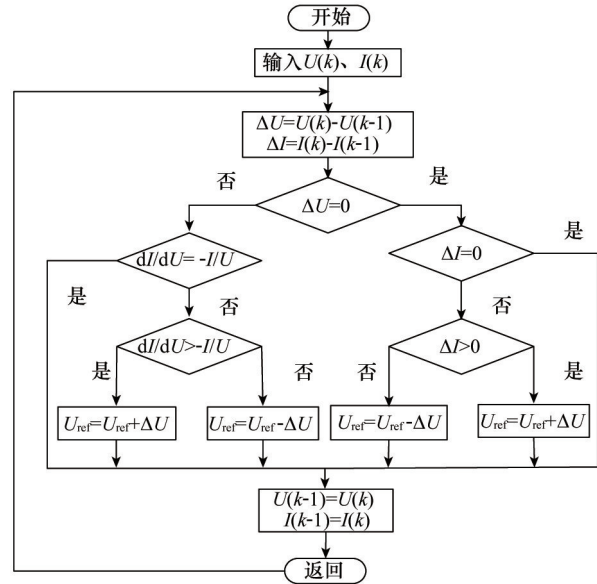 开始
输入U(k)、I(k)
ΔU=U(k)-U(k-1)
ΔI=I(k)-I(k-1)
否
是
ΔU=0
dI/dU= -I/U
ΔI=0
是
是
否
否
dI/dU>-I/U
ΔI>0
是
否
否
是
Uref=Uref+ΔU
Uref=Uref-ΔU
Uref=Uref-ΔU
Uref=Uref+ΔU
U(k-1)=U(k)
I(k-1)=I(k)
返回